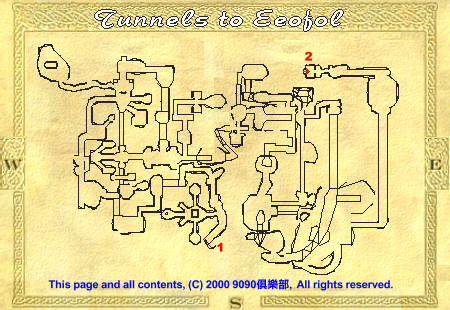 Tunnels to Eeofol
2
W
E
1
This page and all contents, (C) 2000 9090俱樂部, All rights reserved.
S